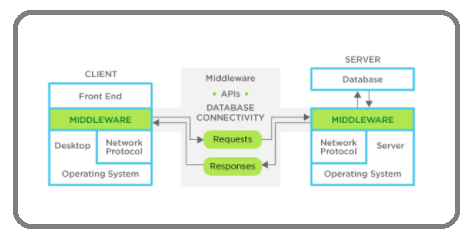 CLIENT
Front End
MIDDLEWARE
Desktop
Network
Protocol
Operating System
Middleware
• APIs •
DATABASE
CONNECTIVITY
Requests
Responses
SERVER
Database
MIDDLEWARE
Network
Protocol
Server
Operating System